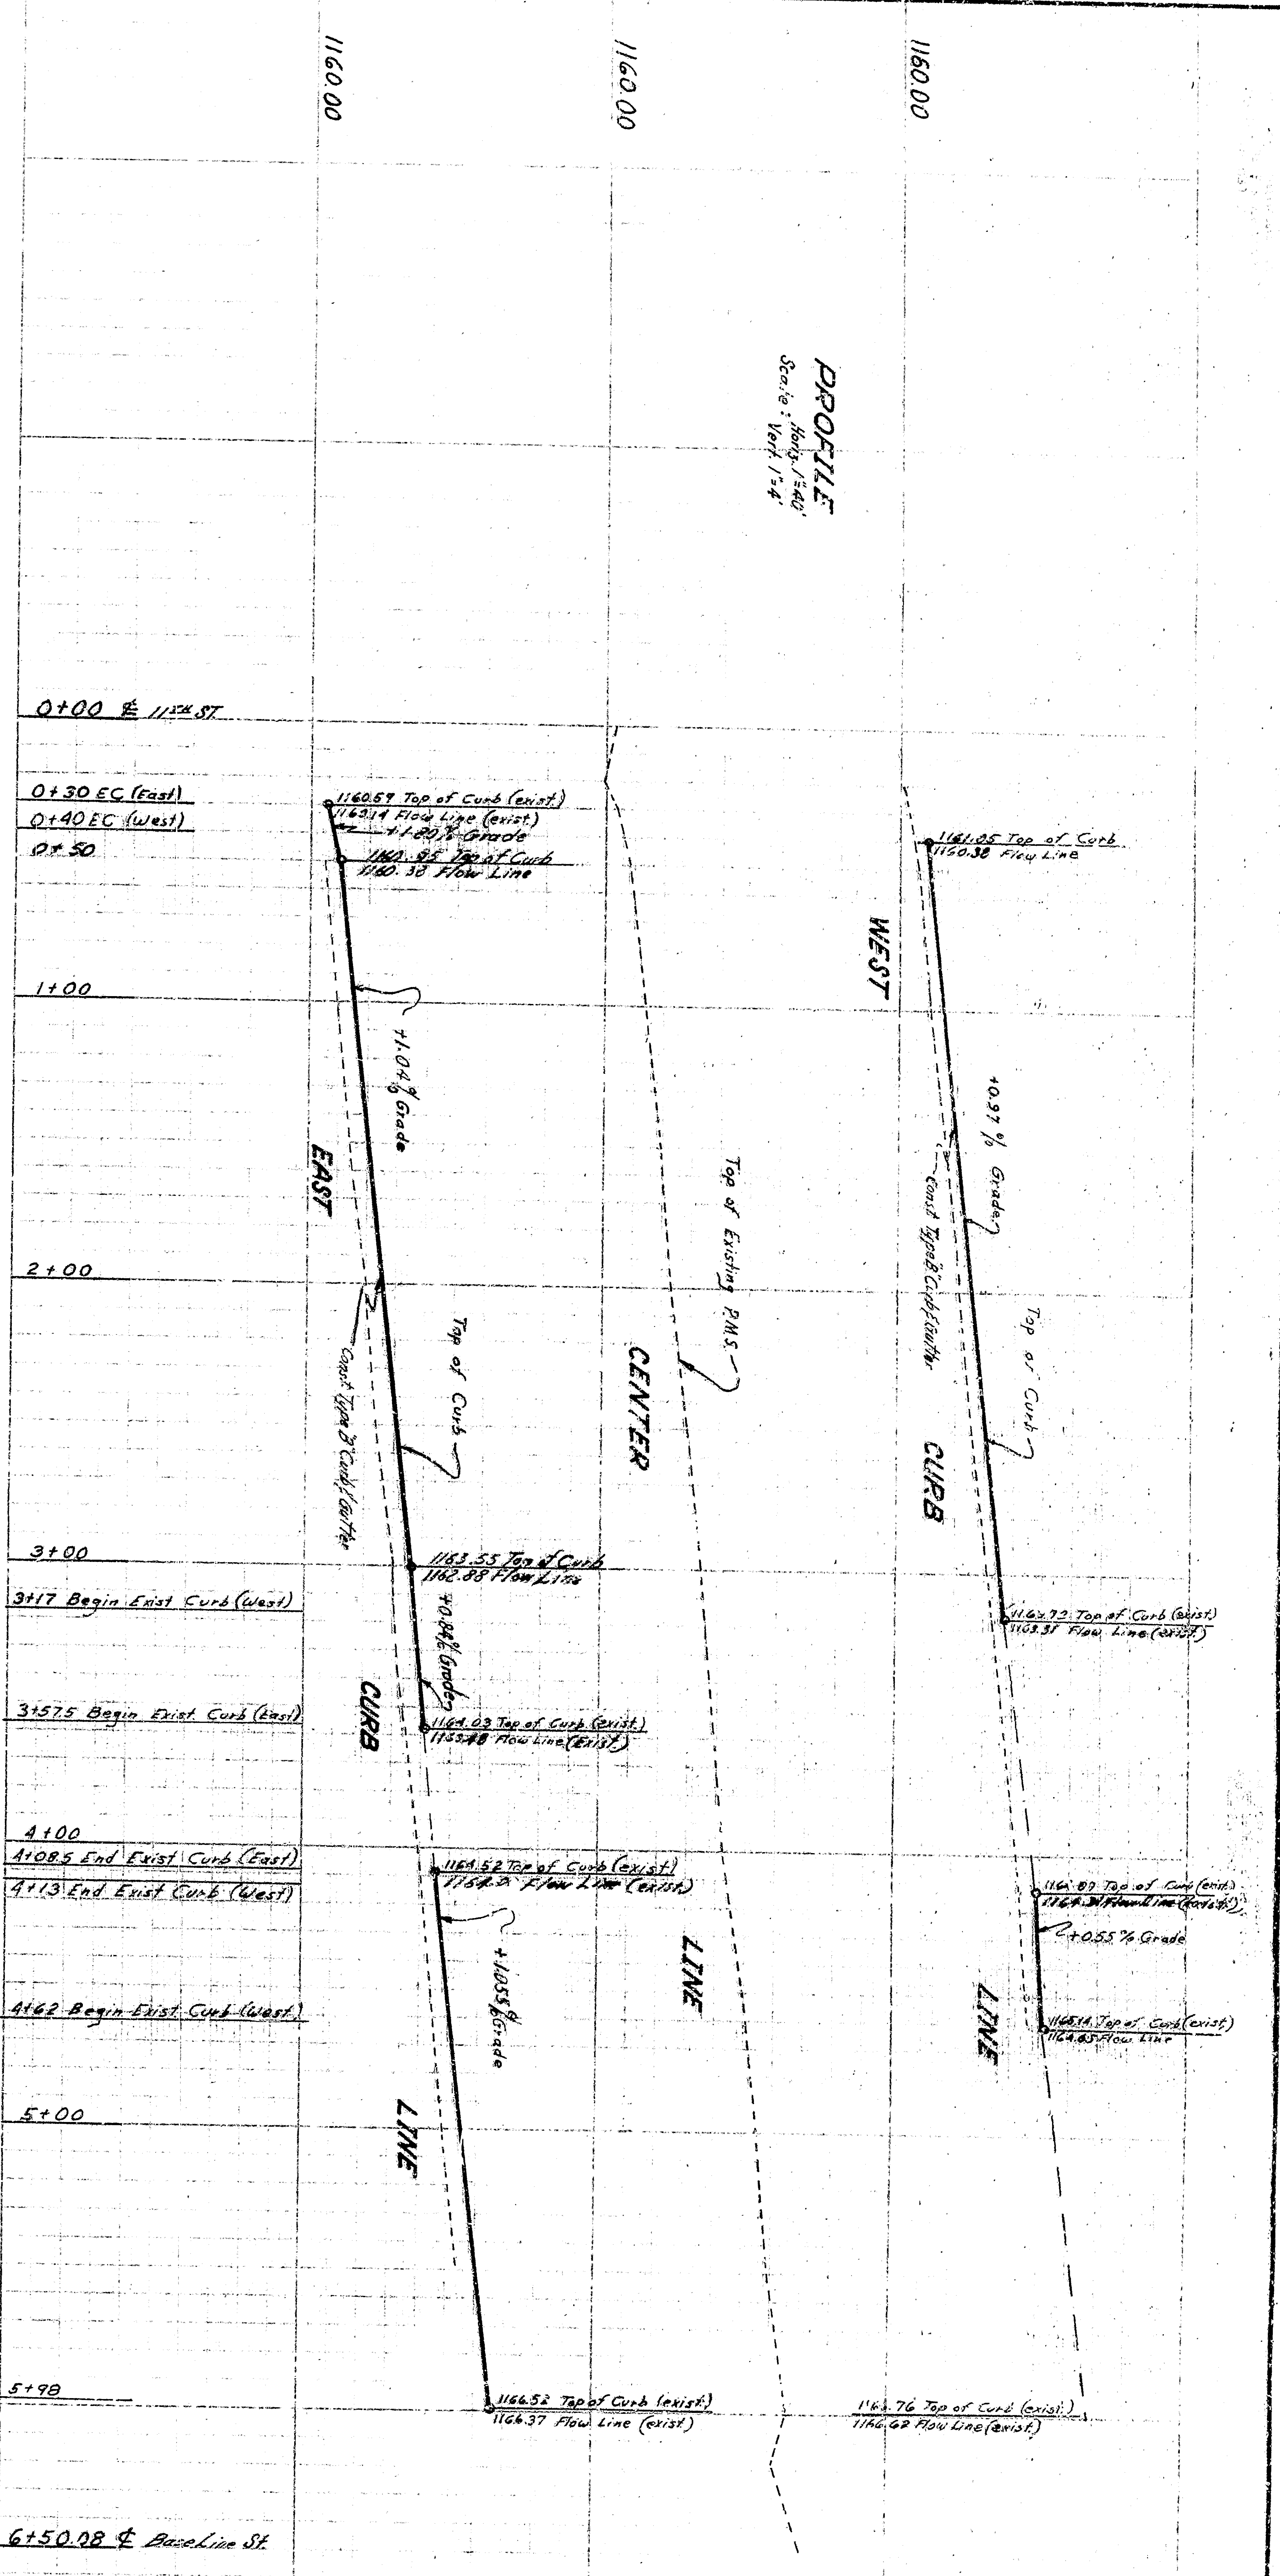 1160.00
1160.00
1160.00
PROFILE
Scale: Horiz. 1"=40'
Vert. 1"=4'
0+00 ℄ 11TH ST
0+30 EC (East)
0+40 EC (West)
0+50
1160.59 Top of Curb (exist.)
Flow Line (exist.)
Grade
Top of Curb
1160.38 Flow Line
1161.05 Top of Curb
1160.38 Flow Line
WEST
1+00
+1.04% Grade
+0.97% Grade
EAST
Top of Existing P.M.S.
Const Type "B" Curb & Gutter
2+00
Top of Curb
Const Type "B" Curb & Gutter
CENTER
Top of Curb
CURB
3+00
1163.55 Top of Curb
1162.88 Flow Line
3+17 Begin Exist Curb (West)
Top of Curb (exist.)
Flow Line (exist.)
+0.84% Grade
CURB
3+57.5 Begin Exist Curb (East)
1164.03 Top of Curb (exist.)
Flow Line (Exist.)
4+00
4+08.5 End Exist Curb (East)
4+13 End Exist Curb (West)
1164.52 Top of Curb (exist.)
Flow Line (exist.)
Top of Curb (exist.)
Flow Line (exist.)
+0.55% Grade
+1.055% Grade
LINE
LINE
4+62 Begin Exist Curb (West)
Top of Curb (exist)
Flow Line
5+00
LINE
5+98
1166.52 Top of Curb (exist.)
1166.37 Flow Line (exist.)
Top of Curb (exist.)
1166.62 Flow Line (exist.)
6+50.08 ℄ Base Line St.